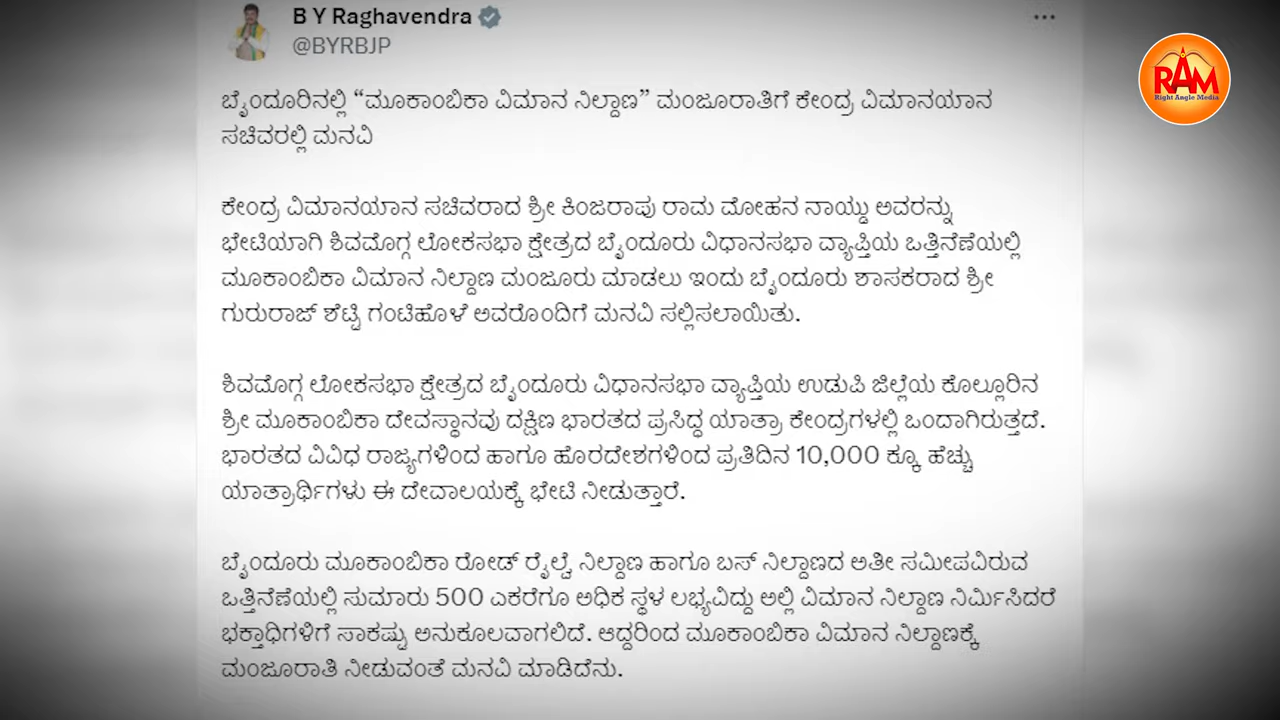 B Y Raghavendra
@BYRBJP
RAM
Right Angle Media
ಬೈಂದೂರಿನಲ್ಲಿ “ಮೂಕಾಂಬಿಕಾ ವಿಮಾನ ನಿಲ್ದಾಣ” ಮಂಜೂರಾತಿಗೆ ಕೇಂದ್ರ ವಿಮಾನಯಾನ
ಸಚಿವರಲ್ಲಿ ಮನವಿ
ಕೇಂದ್ರ ವಿಮಾನಯಾನ ಸಚಿವರಾದ ಶ್ರೀ ಕಿಂಜರಾಪು ರಾಮ ಮೋಹನ ನಾಯ್ಡು ಅವರನ್ನು
ಭೇಟಿಯಾಗಿ ಶಿವಮೊಗ್ಗ ಲೋಕಸಭಾ ಕ್ಷೇತ್ರದ ಬೈಂದೂರು ವಿಧಾನಸಭಾ ವ್ಯಾಪ್ತಿಯ ಒತ್ತಿನೆಣೆಯಲ್ಲಿ
ಮೂಕಾಂಬಿಕಾ ವಿಮಾನ ನಿಲ್ದಾಣ ಮಂಜೂರು ಮಾಡಲು ಇಂದು ಬೈಂದೂರು ಶಾಸಕರಾದ ಶ್ರೀ
ಗುರುರಾಜ್ ಶೆಟ್ಟಿ ಗಂಟಿಹೊಳೆ ಅವರೊಂದಿಗೆ ಮನವಿ ಸಲ್ಲಿಸಲಾಯಿತು.
ಶಿವಮೊಗ್ಗ ಲೋಕಸಭಾ ಕ್ಷೇತ್ರದ ಬೈಂದೂರು ವಿಧಾನಸಭಾ ವ್ಯಾಪ್ತಿಯ ಉಡುಪಿ ಜಿಲ್ಲೆಯ ಕೊಲ್ಲೂರಿನ
ಶ್ರೀ ಮೂಕಾಂಬಿಕಾ ದೇವಸ್ಥಾನವು ದಕ್ಷಿಣ ಭಾರತದ ಪ್ರಸಿದ್ಧ ಯಾತ್ರಾ ಕೇಂದ್ರಗಳಲ್ಲಿ ಒಂದಾಗಿರುತ್ತದೆ.
ಭಾರತದ ವಿವಿಧ ರಾಜ್ಯಗಳಿಂದ ಹಾಗೂ ಹೊರದೇಶಗಳಿಂದ ಪ್ರತಿದಿನ 10,000 ಕ್ಕೂ ಹೆಚ್ಚು
ಯಾತ್ರಾರ್ಥಿಗಳು ಈ ದೇವಾಲಯಕ್ಕೆ ಭೇಟಿ ನೀಡುತ್ತಾರೆ.
ಬೈಂದೂರು ಮೂಕಾಂಬಿಕಾ ರೋಡ್ ರೈಲ್ವೆ ನಿಲ್ದಾಣ ಹಾಗೂ ಬಸ್ ನಿಲ್ದಾಣದ ಅತೀ ಸಮೀಪವಿರುವ
ಒತ್ತಿನೆಣೆಯಲ್ಲಿ ಸುಮಾರು 500 ಎಕರೆಗೂ ಅಧಿಕ ಸ್ಥಳ ಲಭ್ಯವಿದ್ದು ಅಲ್ಲಿ ವಿಮಾನ ನಿಲ್ದಾಣ ನಿರ್ಮಿಸಿದರೆ
ಭಕ್ತಾಧಿಗಳಿಗೆ ಸಾಕಷ್ಟು ಅನುಕೂಲವಾಗಲಿದೆ. ಆದ್ದರಿಂದ ಮೂಕಾಂಬಿಕಾ ವಿಮಾನ ನಿಲ್ದಾಣಕ್ಕೆ
ಮಂಜೂರಾತಿ ನೀಡುವಂತೆ ಮನವಿ ಮಾಡಿದೆನು.